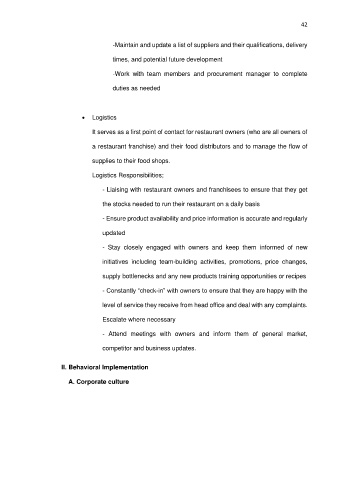 42
-Maintain and update a list of suppliers and their qualifications, delivery
times, and potential future development
-Work with team members and procurement manager to complete
duties as needed
• Logistics
It serves as a first point of contact for restaurant owners (who are all owners of
a restaurant franchise) and their food distributors and to manage the flow of
supplies to their food shops.
Logistics Responsibilities;
- Liaising with restaurant owners and franchisees to ensure that they get
the stocks needed to run their restaurant on a daily basis
- Ensure product availability and price information is accurate and regularly
updated
- Stay closely engaged with owners and keep them informed of new
initiatives including team-building activities, promotions, price changes,
supply bottlenecks and any new products training opportunities or recipes
- Constantly “check-in” with owners to ensure that they are happy with the
level of service they receive from head office and deal with any complaints.
Escalate where necessary
- Attend meetings with owners and inform them of general market,
competitor and business updates.
II. Behavioral Implementation
A. Corporate culture